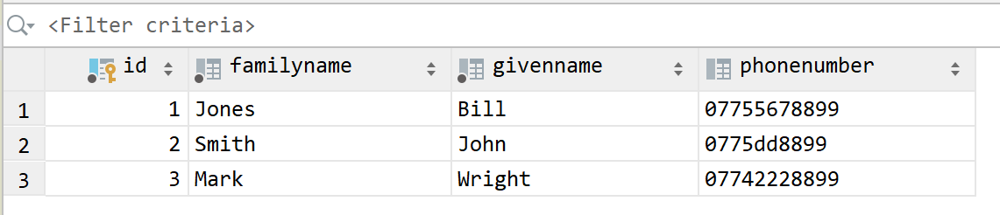 <Filter criteria>
id familyname givenname phonenumber
1 1 Jones Bill 07755678899
2 2 Smith John 0775dd8899
3 3 Mark Wright 07742228899